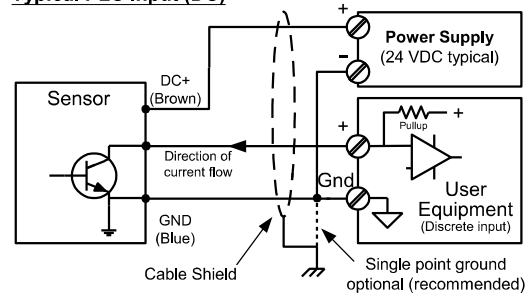 Typical PLC Input (DC)
+
Power Supply
(24 VDC typical)
−
DC+
(Brown)
Sensor
+
+
Pullup
Direction of
current flow
Gnd
User
Equipment
(Discrete input)
GND
(Blue)
Cable Shield
Single point ground
optional (recommended)